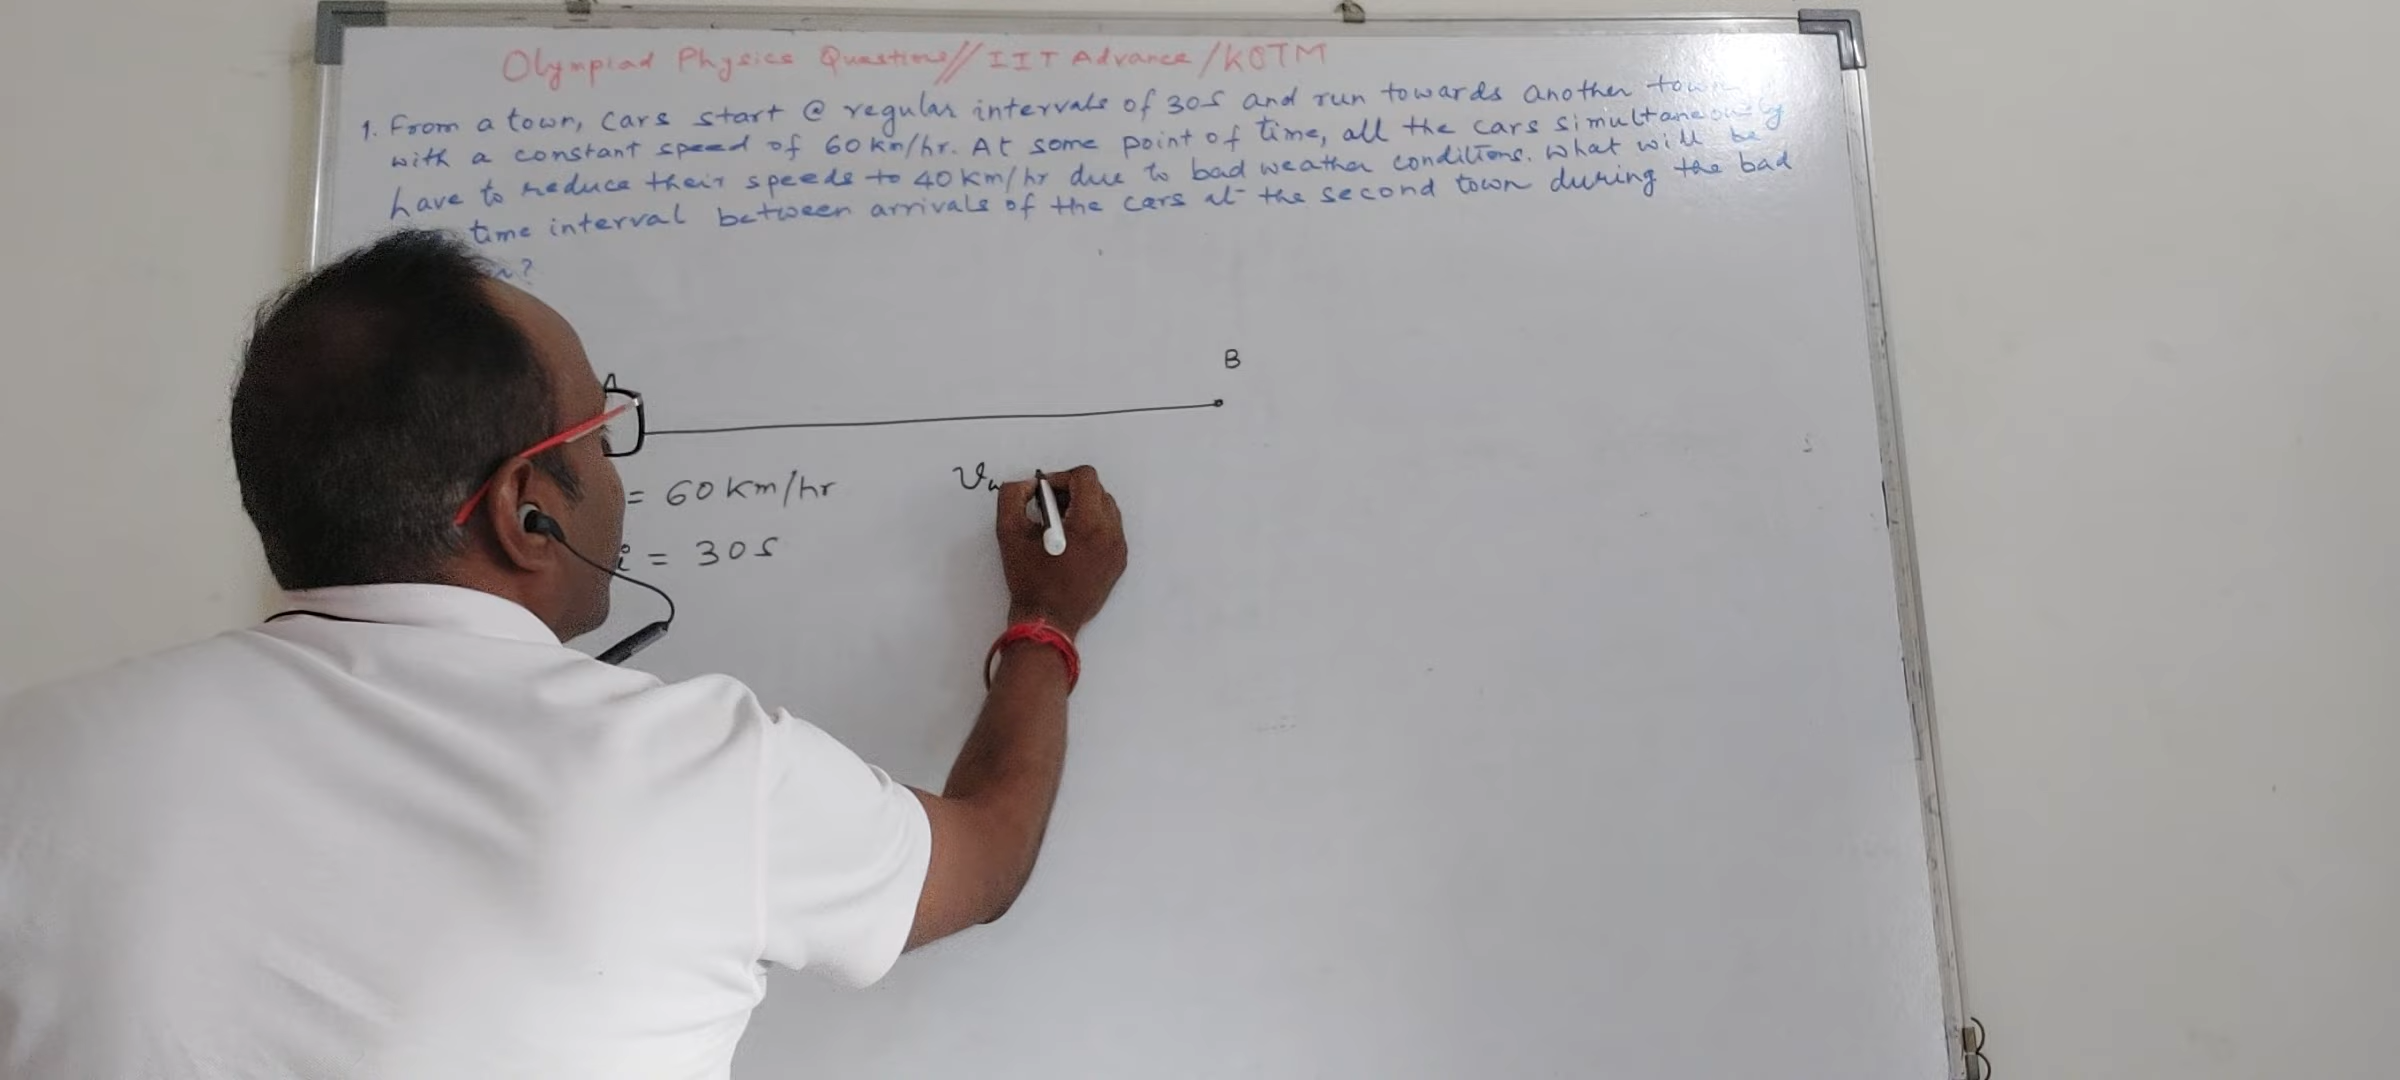 Olympiad Physics Questions//IIT Advance/KOTM
1. From a town, cars start @ regular intervals of 30s and run towards another town
with a constant speed of 60 km/hr. At some point of time, all the cars simultaneously
have to reduce their speeds to 40 km/hr due to bad weather conditions. What will be
time interval between arrivals of the cars at the second town during the bad
?
A
B
= 60 km/hr
i = 30s